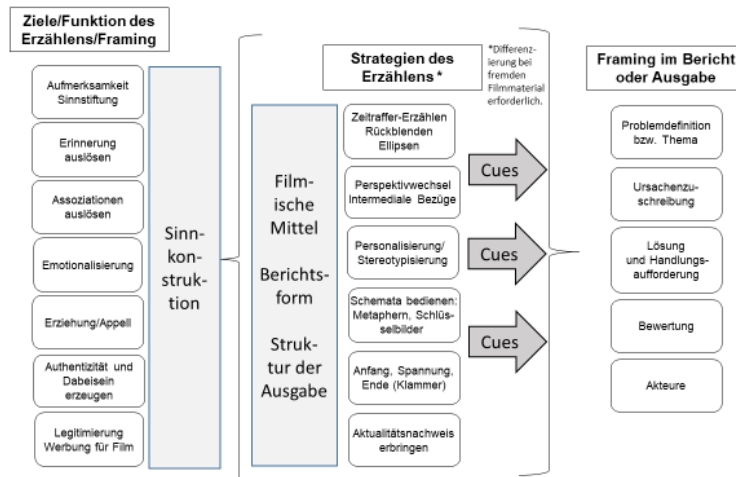 Ziele/Funktion des
Erzählens/Framing
Aufmerksamkeit
Sinnstiftung
Erinnerung
auslösen
Assoziationen
auslösen
Emotionalisierung
Erziehung/Appell
Authentizität und
Dabeisein
erzeugen
Legitimierung
Werbung für Film
Sinn-
kon-
struk-
tion
Film-
ische
Mittel
Berichts-
form
Struk-
tur der
Ausgabe
Strategien des
Erzählens *
*Differenz-
ierung bei
fremden
Filmmaterial
erforderlich.
Zeitraffer-Erzählen
Rückblenden
Ellipsen
Perspektivwechsel
Intermediale Bezüge
Personalisierung/
Stereotypisierung
Schemata bedienen:
Metaphern, Schlüs-
selbilder
Anfang, Spannung,
Ende (Klammer)
Aktualitätsnachweis
erbringen
Cues
Cues
Cues
Framing im Bericht
oder Ausgabe
Problemdefinition
bzw. Thema
Ursachenzu-
schreibung
Lösung
und Handlungs-
aufforderung
Bewertung
Akteure